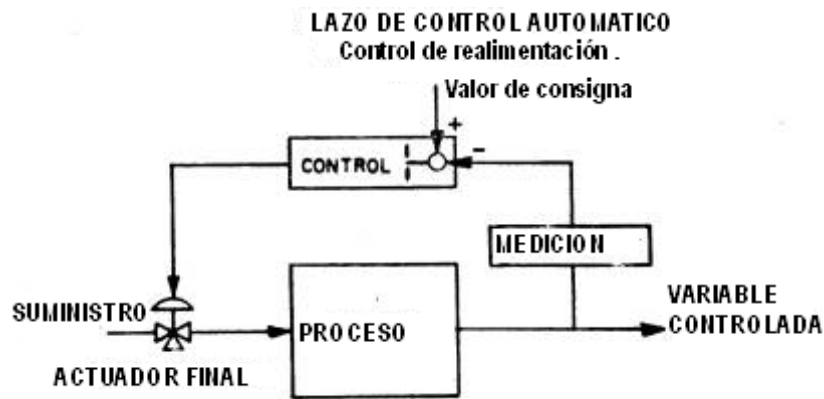 LAZO DE CONTROL AUTOMATICO
Control de realimentación .
Valor de consigna
+
-
CONTROL
MEDICION
SUMINISTRO
PROCESO
VARIABLE
CONTROLADA
ACTUADOR FINAL